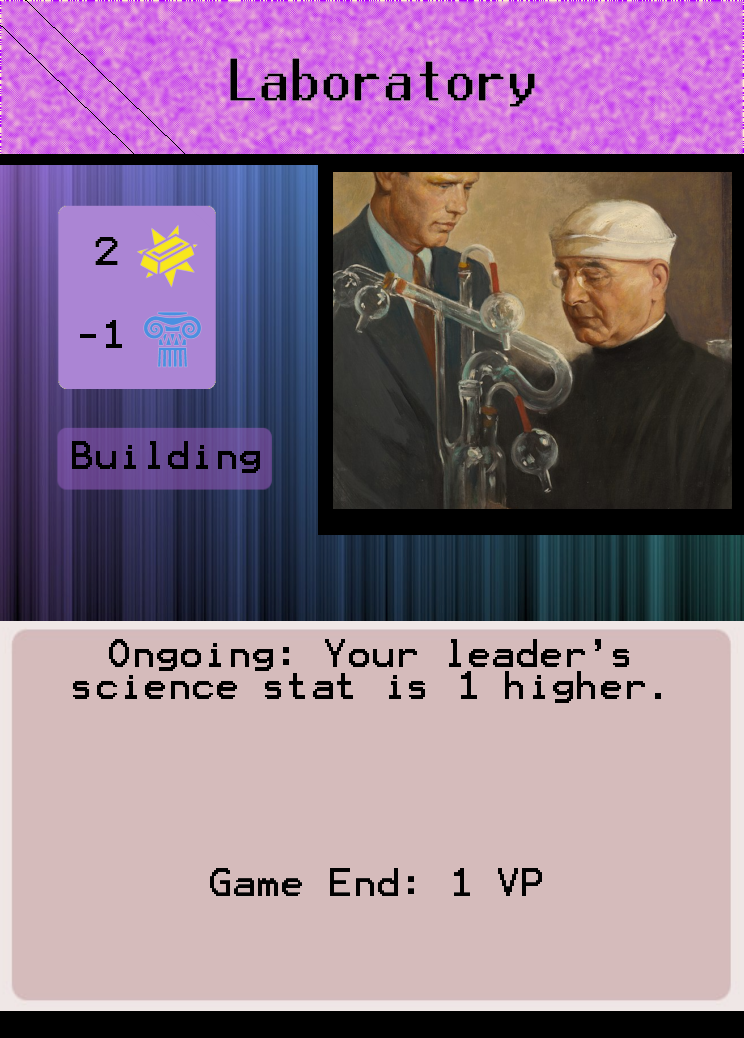 Laboratory
2
-1
Building
Ongoing: Your leader's
science stat is 1 higher.
Game End: 1 VP